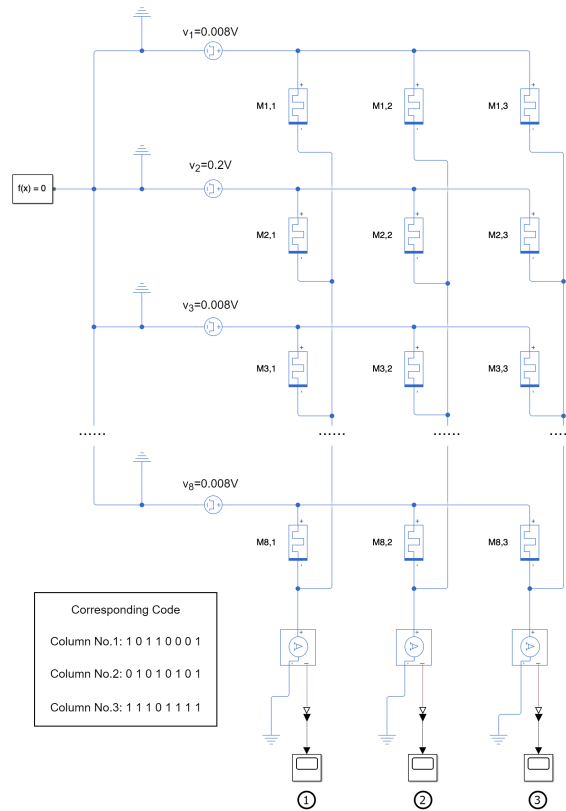 v1=0.008V
M1,1 M1,2 M1,3
f(x) = 0
v2=0.2V
M2,1 M2,2 M2,3
v3=0.008V
M3,1 M3,2 M3,3
...... ...... ...... ....
v8=0.008V
M8,1 M8,2 M8,3
Corresponding Code
Column No.1: 1 0 1 1 0 0 0 1
Column No.2: 0 1 0 1 0 1 0 1
Column No.3: 1 1 1 0 1 1 1 1
A A A
1 2 3